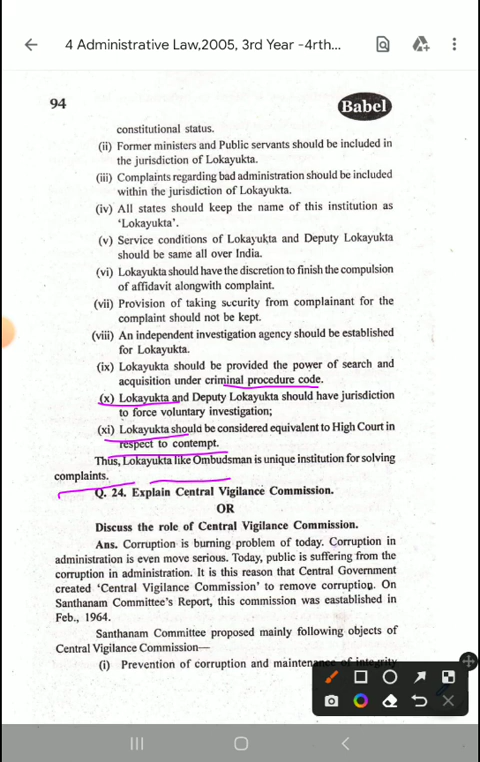 4 Administrative Law,2005, 3rd Year -4rth...
94
Babel
constitutional status.
(ii) Former ministers and Public servants should be included in
the jurisdiction of Lokayukta.
(iii) Complaints regarding bad administration should be included
within the jurisdiction of Lokayukta.
(iv) All states should keep the name of this institution as
‘Lokayukta’.
(v) Service conditions of Lokayukta and Deputy Lokayukta
should be same all over India.
(vi) Lokayukta should have the discretion to finish the compulsion
of affidavit alongwith complaint.
(vii) Provision of taking security from complainant for the
complaint should not be kept.
(viii) An independent investigation agency should be established
for Lokayukta.
(ix) Lokayukta should be provided the power of search and
acquisition under criminal procedure code.
(x) Lokayukta and Deputy Lokayukta should have jurisdiction
to force voluntary investigation;
(xi) Lokayukta should be considered equivalent to High Court in
respect to contempt.
Thus, Lokayukta like Ombudsman is unique institution for solving
complaints.
Q. 24. Explain Central Vigilance Commission.
OR
Discuss the role of Central Vigilance Commission.
Ans. Corruption is burning problem of today. Corruption in
administration is even move serious. Today, public is suffering from the
corruption in administration. It is this reason that Central Government
created ‘Central Vigilance Commission’ to remove corruption. On
Santhanam Committee's Report, this commission was eastablished in
Feb., 1964.
Santhanam Committee proposed mainly following objects of
Central Vigilance Commission—
(i) Prevention of corruption and maintenance of integrity